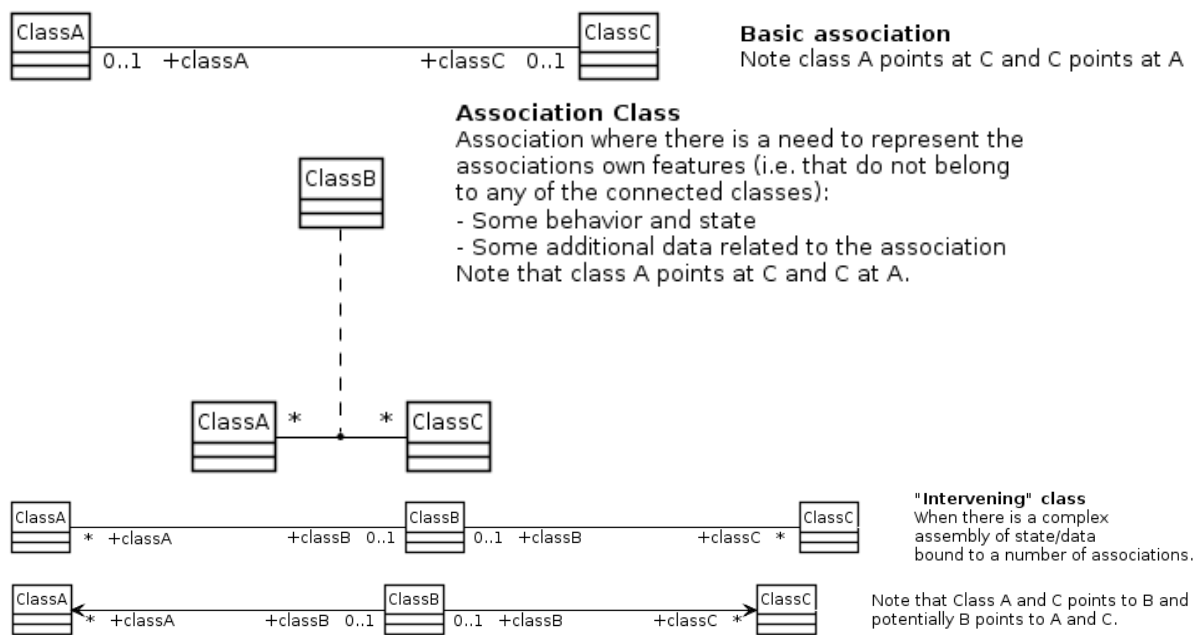 ClassA
ClassC
0..1 +classA
+classC 0..1
Basic association
Note class A points at C and C points at A
Association Class
Association where there is a need to represent the
associations own features (i.e. that do not belong
to any of the connected classes):
- Some behavior and state
- Some additional data related to the association
Note that class A points at C and C at A.
ClassB
ClassA
*
*
ClassC
ClassA
* +classA
+classB 0..1
ClassB
0..1 +classB
+classC *
ClassC
"Intervening" class
When there is a complex
assembly of state/data
bound to a number of associations.
ClassA
* +classA
+classB 0..1
ClassB
0..1 +classB
+classC *
ClassC
Note that Class A and C points to B and
potentially B points to A and C.